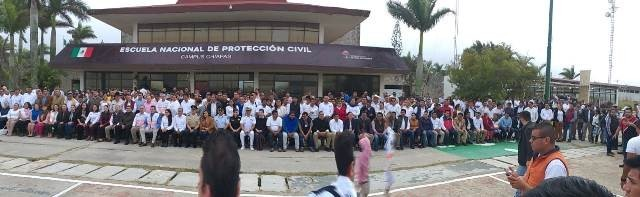 ESCUELA NACIONAL DE PROTECCIÓN CIVIL
CAMPUS CHIAPAS